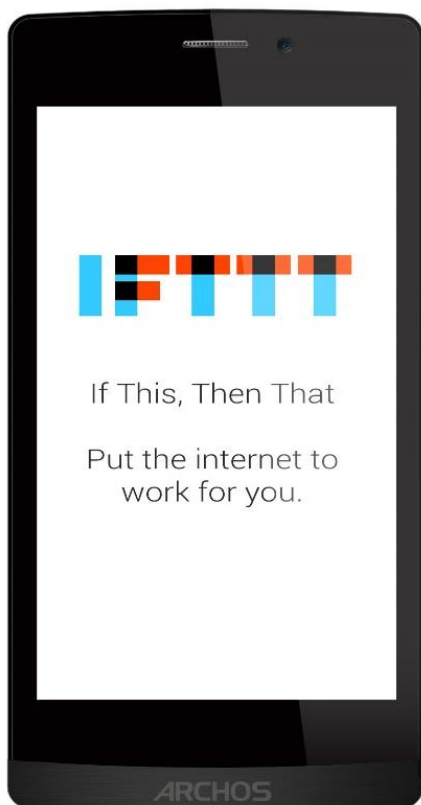 IFTTT
If This, Then That
Put the internet to
work for you.
ARCHOS